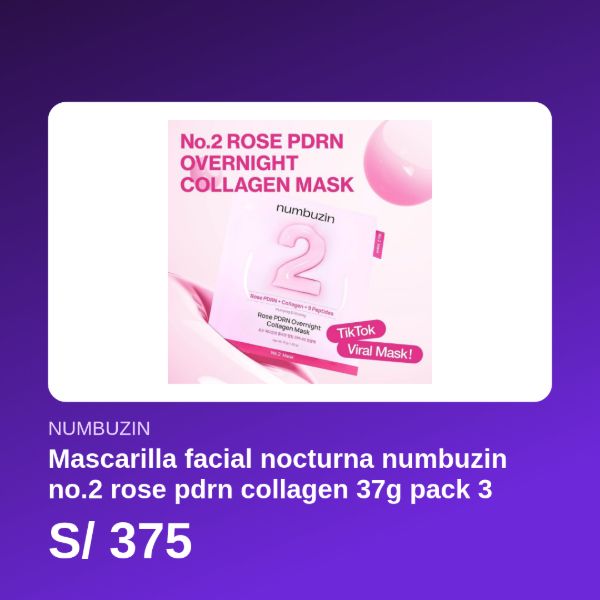 No.2 ROSE PDRN
OVERNIGHT
COLLAGEN MASK
numbuzin
2
Rose PDRN + Collagen + 9 Peptides
Rose PDRN Overnight
Collagen Mask
No.2 Mask
TikTok
Viral Mask!
NUMBUZIN
Mascarilla facial nocturna numbuzin
no.2 rose pdrn collagen 37g pack 3
S/ 375